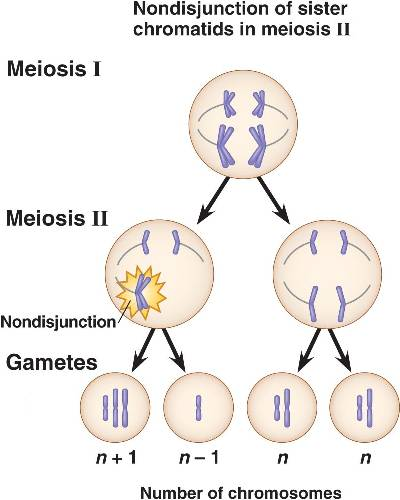 Nondisjunction of sister
chromatids in meiosis II
Meiosis I
Meiosis II
Nondisjunction
Gametes
n + 1
n – 1
n
n
Number of chromosomes